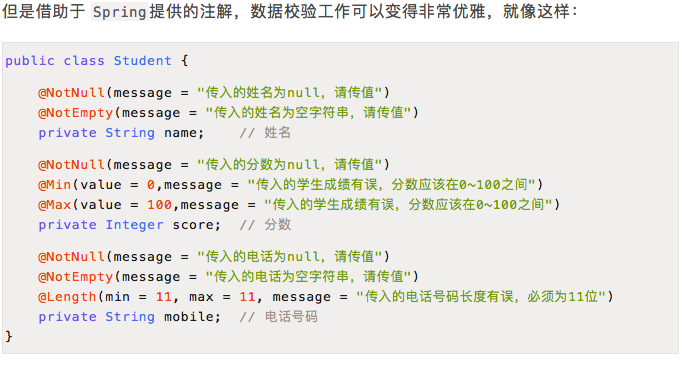 但是借助于 Spring提供的注解，数据校验工作可以变得非常优雅，就像这样：
public class Student {
@NotNull(message = "传入的姓名为null，请传值")
@NotEmpty(message = "传入的姓名为空字符串，请传值")
private String name;    // 姓名
@NotNull(message = "传入的分数为null，请传值")
@Min(value = 0,message = "传入的学生成绩有误，分数应该在0~100之间")
@Max(value = 100,message = "传入的学生成绩有误，分数应该在0~100之间")
private Integer score;  // 分数
@NotNull(message = "传入的电话为null，请传值")
@NotEmpty(message = "传入的电话为空字符串，请传值")
@Length(min = 11, max = 11, message = "传入的电话号码长度有误，必须为11位")
private String mobile;  // 电话号码
}